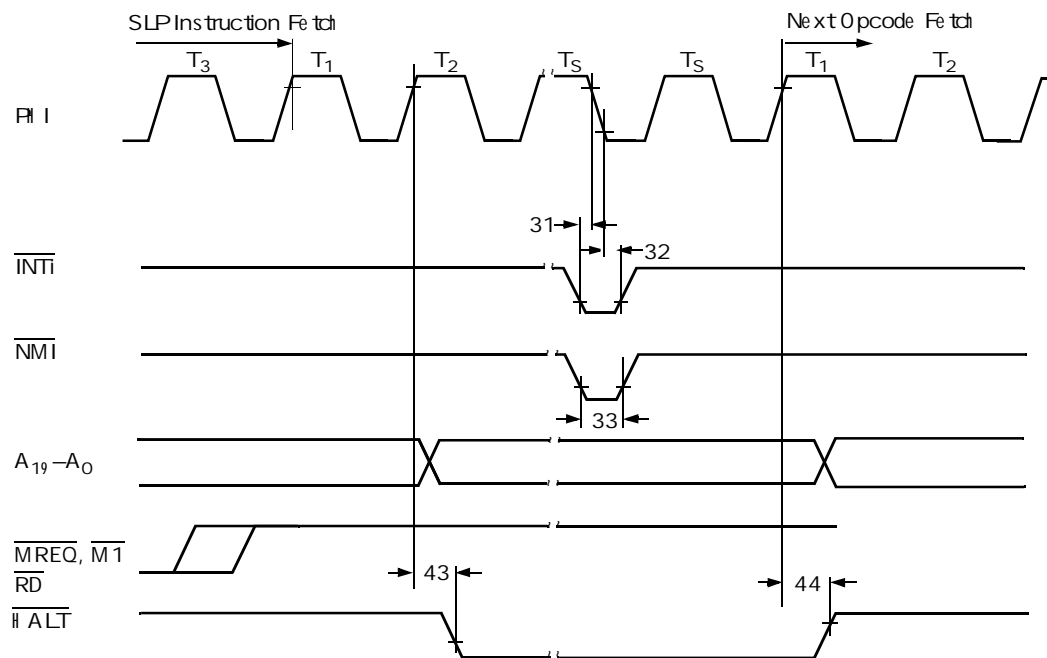 SLP Instruction Fetch
Next Opcode Fetch
T3 T1 T2 TS TS T1 T2
PHI
31
32
INTi
NMI
33
A19–A0
MREQ, M1
RD
43
44
HALT